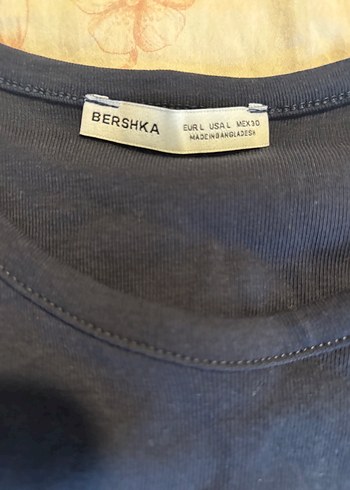 BERSHKA
EUR L USA L MEX 30
MADE IN BANGLADESH